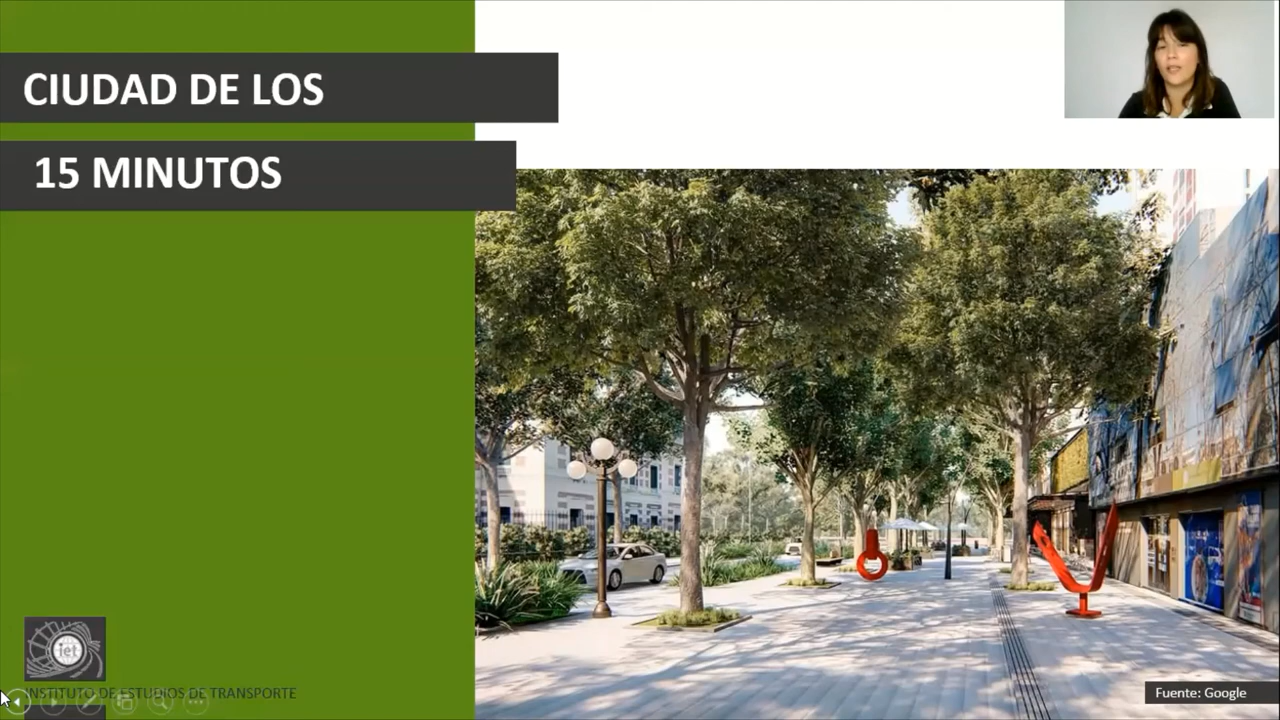 CIUDAD DE LOS
15 MINUTOS
iet
INSTITUTO DE ESTUDIOS DE TRANSPORTE
Fuente: Google